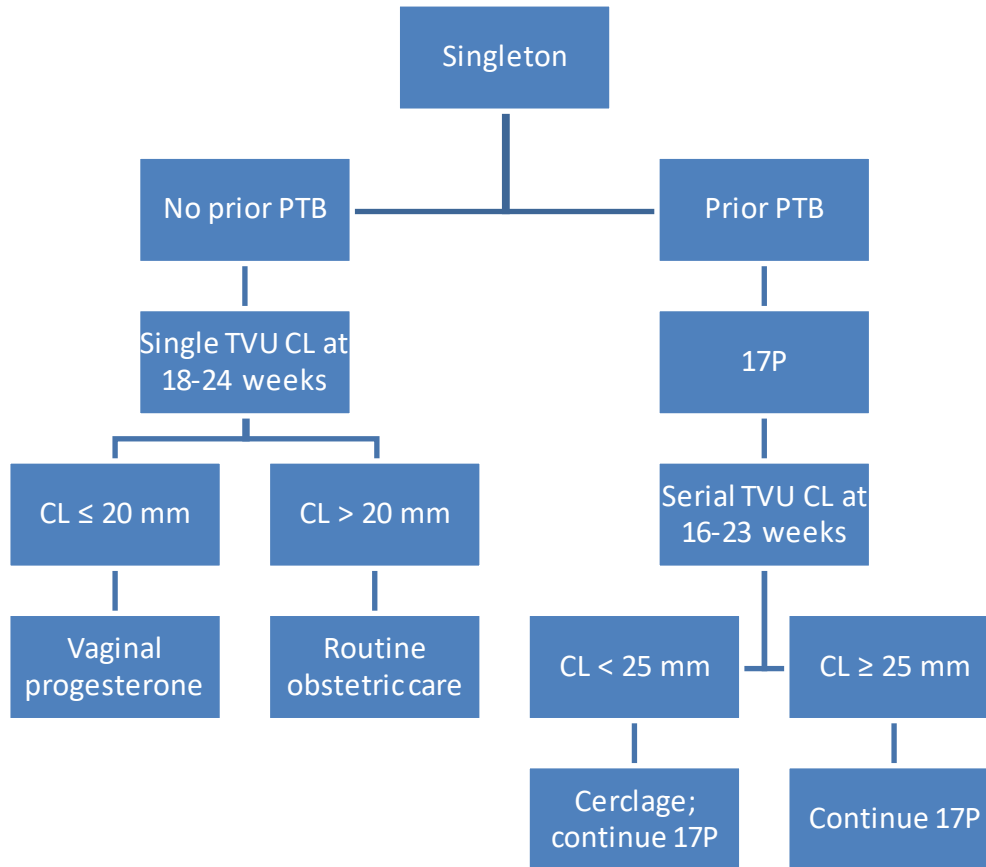 Singleton
No prior PTB
Prior PTB
Single TVU CL at
18-24 weeks
17P
CL ≤ 20 mm
CL > 20 mm
Serial TVU CL at
16-23 weeks
Vaginal
progesterone
Routine
obstetric care
CL < 25 mm
CL ≥ 25 mm
Cerclage;
continue 17P
Continue 17P